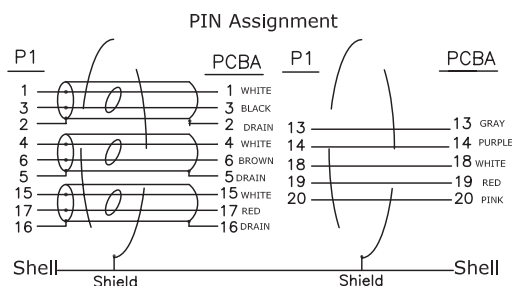 PIN Assignment
P1 PCBA P1 PCBA
1 1 WHITE
3 3 BLACK
2 2 DRAIN
4 4 WHITE
6 6 BROWN
5 5 DRAIN
15 15 WHITE
17 17 RED
16 16 DRAIN
13 13 GRAY
14 14 PURPLE
18 18 WHITE
19 19 RED
20 20 PINK
Shell Shell
Shield Shield